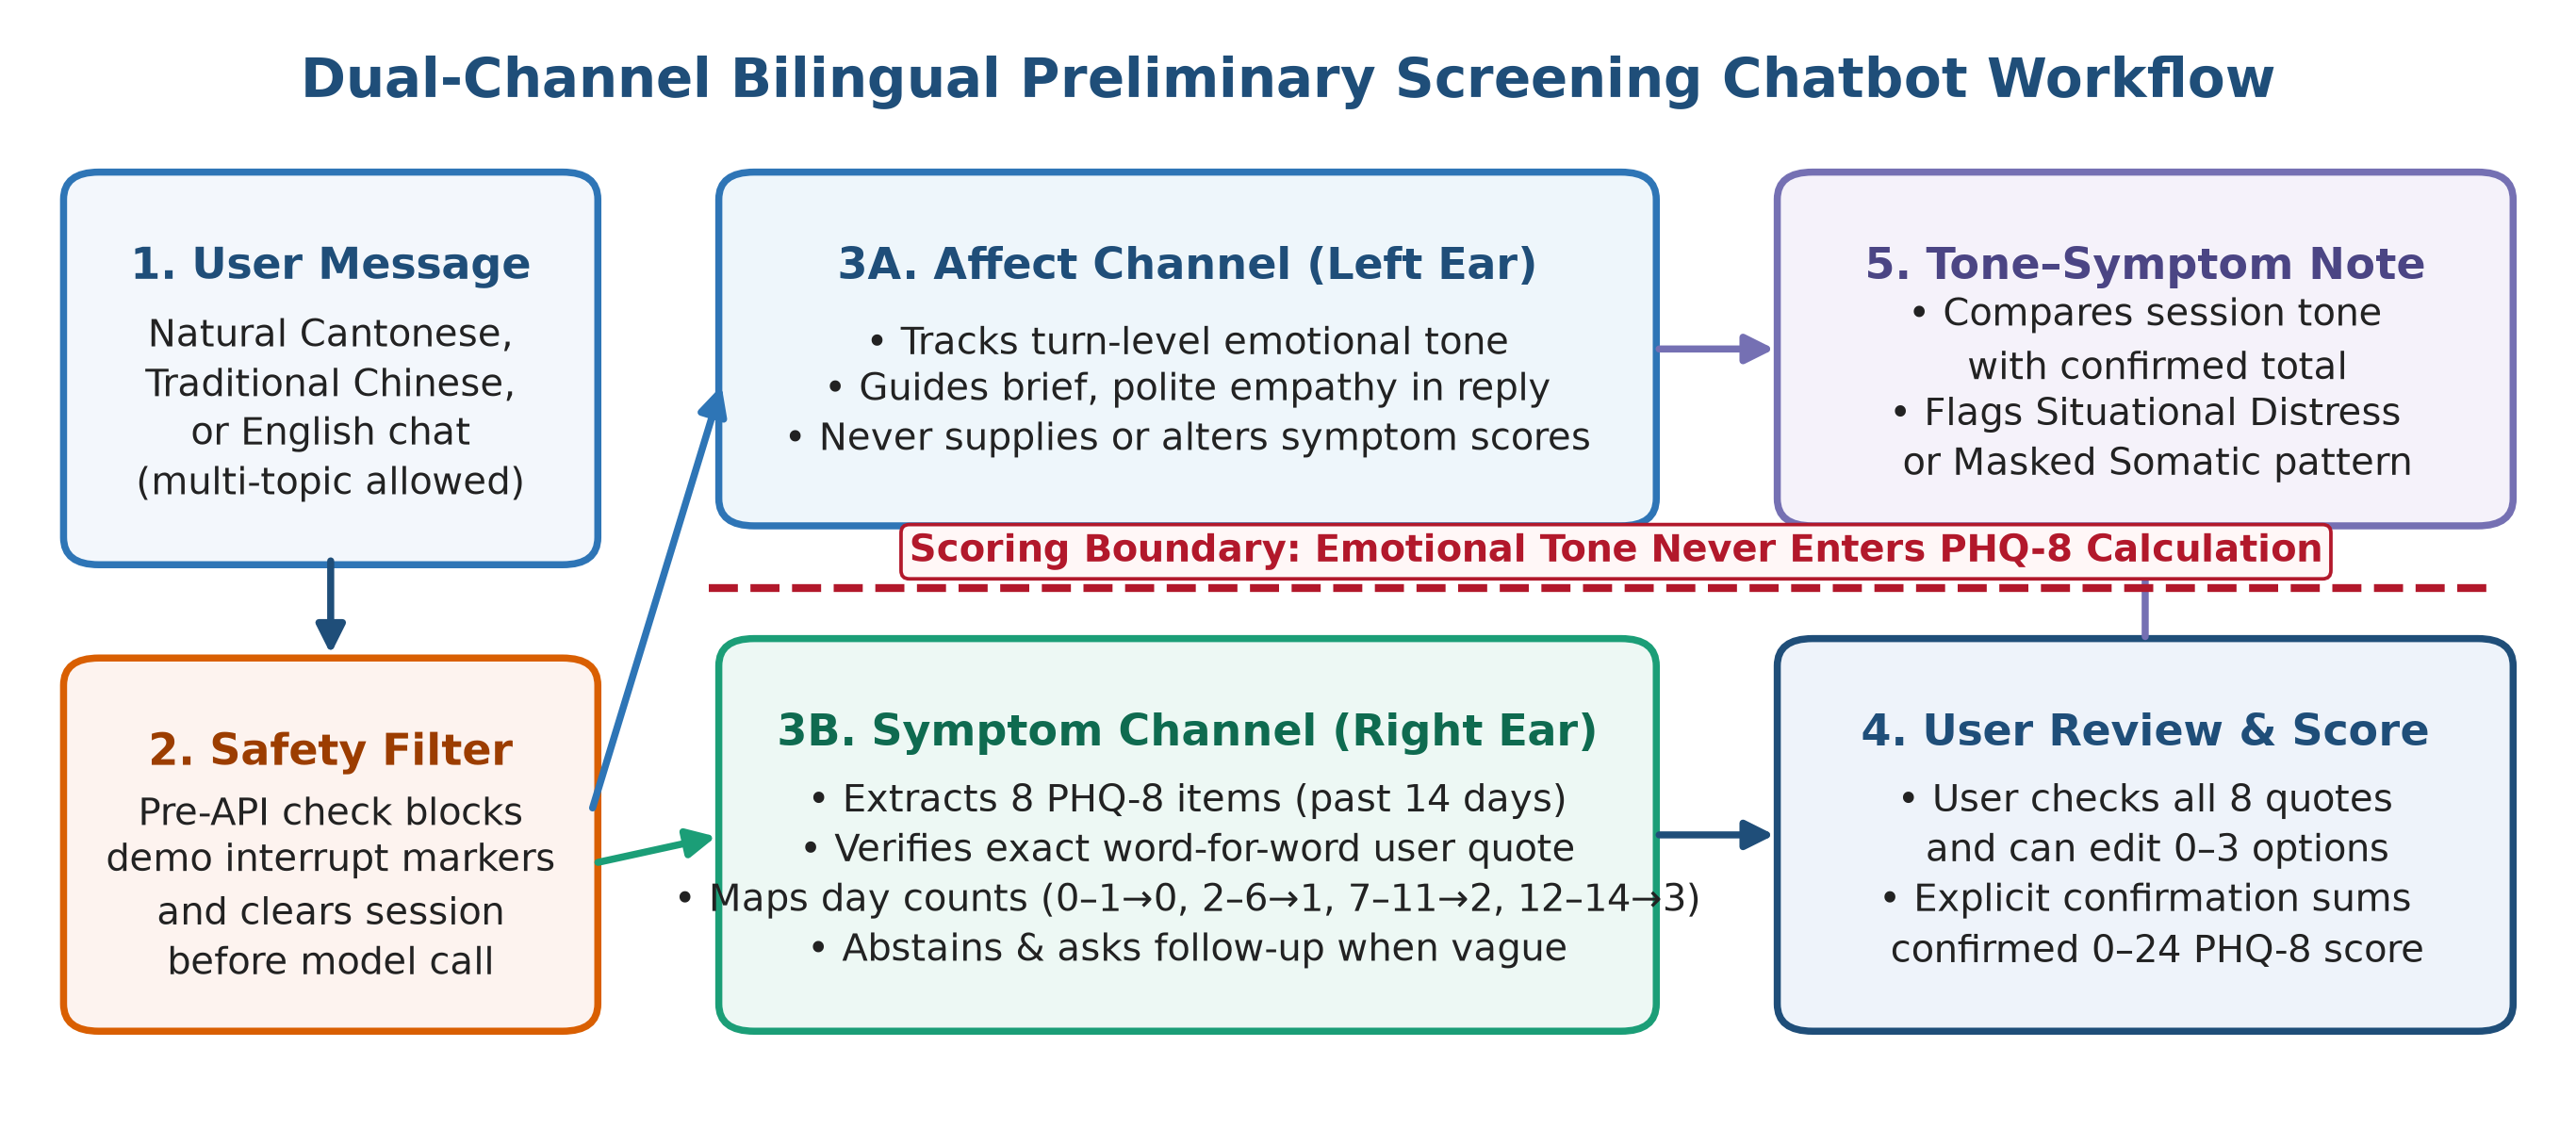 Dual-Channel Bilingual Preliminary Screening Chatbot Workflow
1. User Message
Natural Cantonese,
Traditional Chinese,
or English chat
(multi-topic allowed)
2. Safety Filter
Pre-API check blocks
demo interrupt markers
and clears session
before model call
3A. Affect Channel (Left Ear)
• Tracks turn-level emotional tone
• Guides brief, polite empathy in reply
• Never supplies or alters symptom scores
Scoring Boundary: Emotional Tone Never Enters PHQ-8 Calculation
3B. Symptom Channel (Right Ear)
• Extracts 8 PHQ-8 items (past 14 days)
• Verifies exact word-for-word user quote
• Maps day counts (0–1→0, 2–6→1, 7–11→2, 12–14→3)
• Abstains & asks follow-up when vague
4. User Review & Score
• User checks all 8 quotes
and can edit 0–3 options
• Explicit confirmation sums
confirmed 0–24 PHQ-8 score
5. Tone–Symptom Note
• Compares session tone
with confirmed total
• Flags Situational Distress
or Masked Somatic pattern